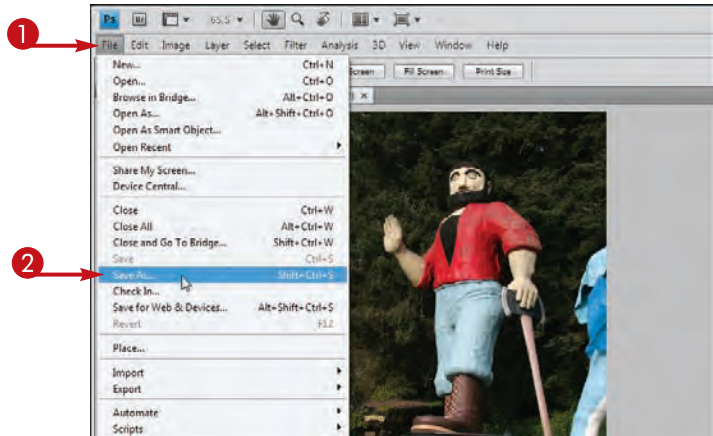 Ps Br 65.5
1
File Edit Image Layer Select Filter Analysis 3D View Window Help
Screen Fill Screen Print Size
New... Ctrl+N
Open... Ctrl+O
Browse in Bridge... Alt+Ctrl+O
Open As... Alt+Shift+Ctrl+O
Open As Smart Object...
Open Recent
Share My Screen...
Device Central...
Close Ctrl+W
Close All Alt+Ctrl+W
Close and Go To Bridge... Shift+Ctrl+W
Save Ctrl+S
2
Save As... Shift+Ctrl+S
Check In...
Save for Web & Devices... Alt+Shift+Ctrl+S
Revert F12
Place...
Import
Export
Automate
Scripts